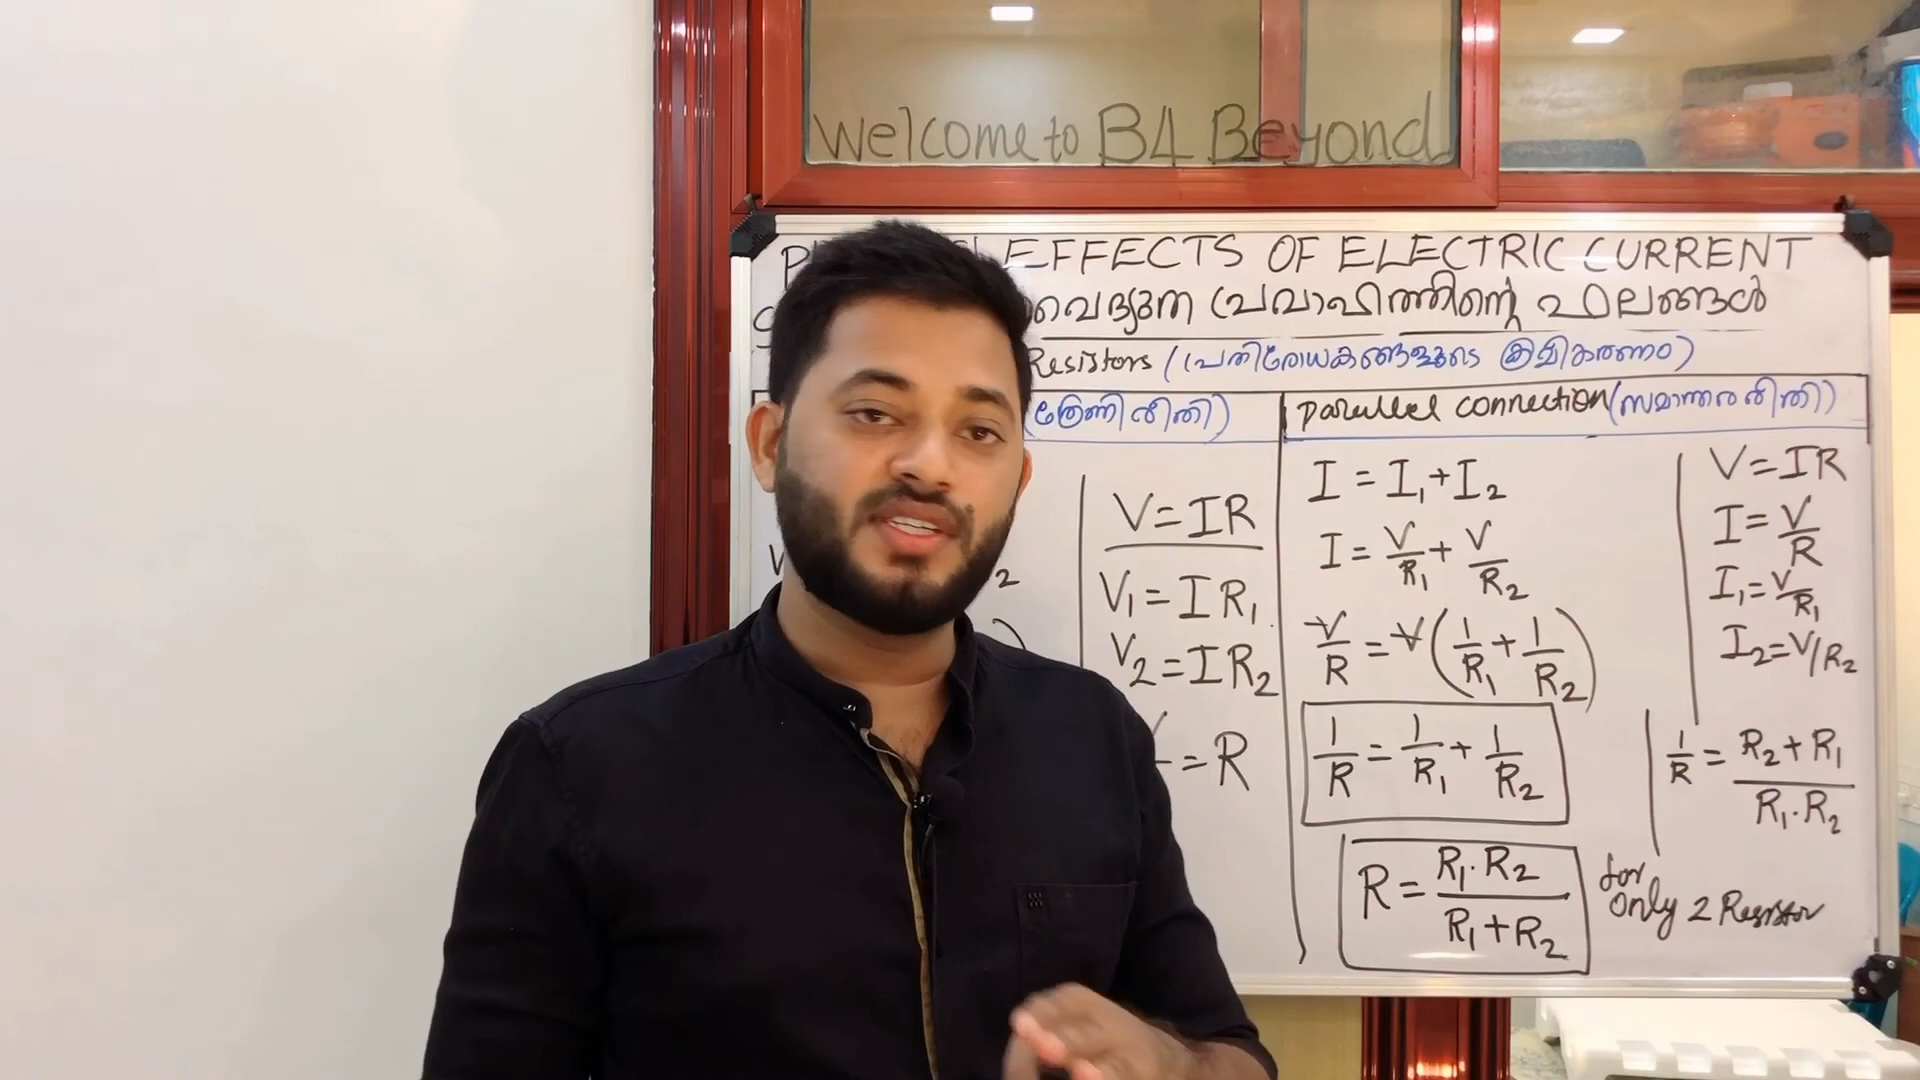 Welcome to B4 Beyond
EFFECTS OF ELECTRIC CURRENT
വൈദ്യുത പ്രവാഹത്തിന്റെ ഫലങ്ങൾ
Resistors (പ്രതിരോധകങ്ങളുടെ ക്രമീകരണം)
(ശ്രേണി രീതി)
V=IR
V₁=IR₁
V₂=IR₂
=R
parallel connection (സമാന്തര രീതി)
I=I₁+I₂
I=V/R₁+V/R₂
V/R=V(1/R₁+1/R₂)
1/R=1/R₁+1/R₂
R=R₁.R₂/R₁+R₂
for
only 2 Resistor
V=IR
I=V/R
I₁=V/R₁
I₂=V/R₂
1/R=R₂+R₁/R₁.R₂